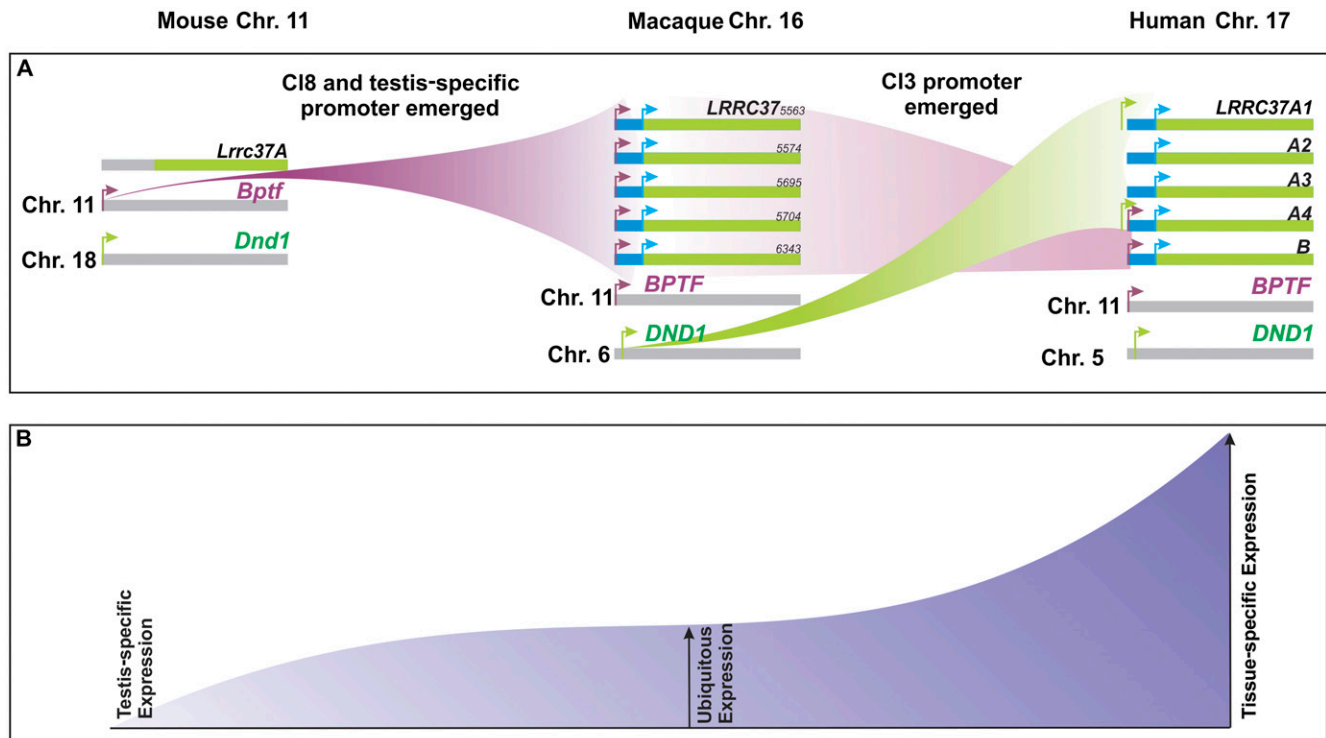 Mouse Chr. 11
Macaque Chr. 16
Human Chr. 17
A
Cl8 and testis-specific
promoter emerged
Cl3 promoter
emerged
Lrrc37A
Bptf
Chr. 11
Dnd1
Chr. 18
LRRC37 5563
5574
5695
5704
6343
BPTF
Chr. 11
DND1
Chr. 6
LRRC37A1
A2
A3
A4
B
BPTF
Chr. 11
DND1
Chr. 5
B
Testis-specific
Expression
Ubiquitous
Expression
Tissue-specific Expression